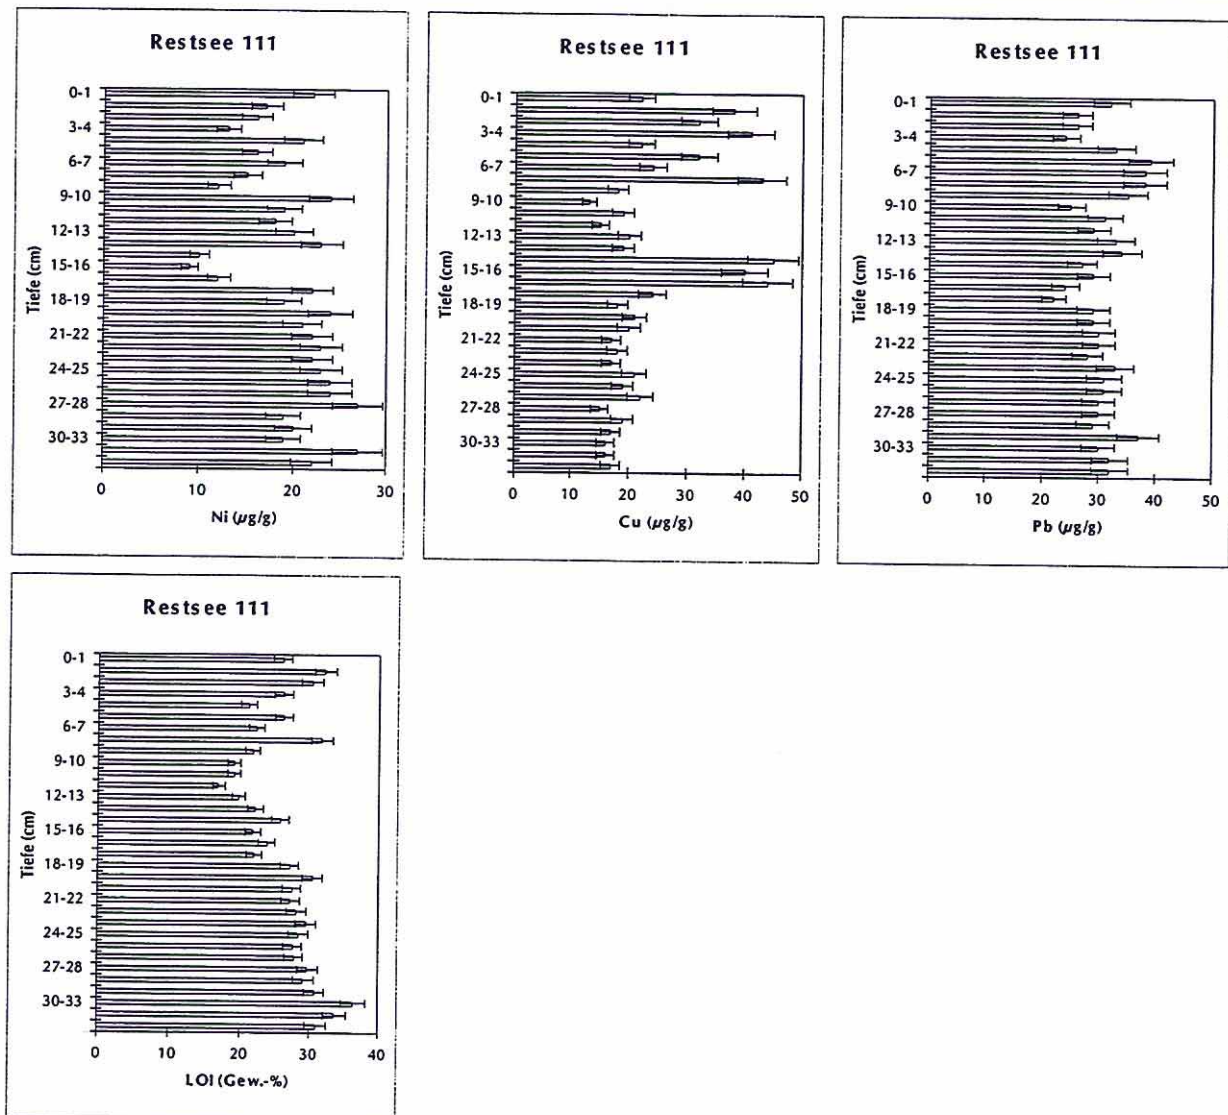 Restsee 111
Tiefe (cm)
0-1
3-4
6-7
9-10
12-13
15-16
18-19
21-22
24-25
27-28
30-33
0 10 20 30
Ni (µg/g)
Restsee 111
0-1
3-4
6-7
9-10
12-13
15-16
18-19
21-22
24-25
27-28
30-33
Tiefe (cm)
0 10 20 30 40 50
Cu (µg/g)
Restsee 111
0-1
3-4
6-7
9-10
12-13
15-16
18-19
21-22
24-25
27-28
30-33
Tiefe (cm)
0 10 20 30 40 50
Pb (µg/g)
Restsee 111
0-1
3-4
6-7
9-10
12-13
15-16
18-19
21-22
24-25
27-28
30-33
Tiefe (cm)
0 10 20 30 40
LOI (Gew.-%)